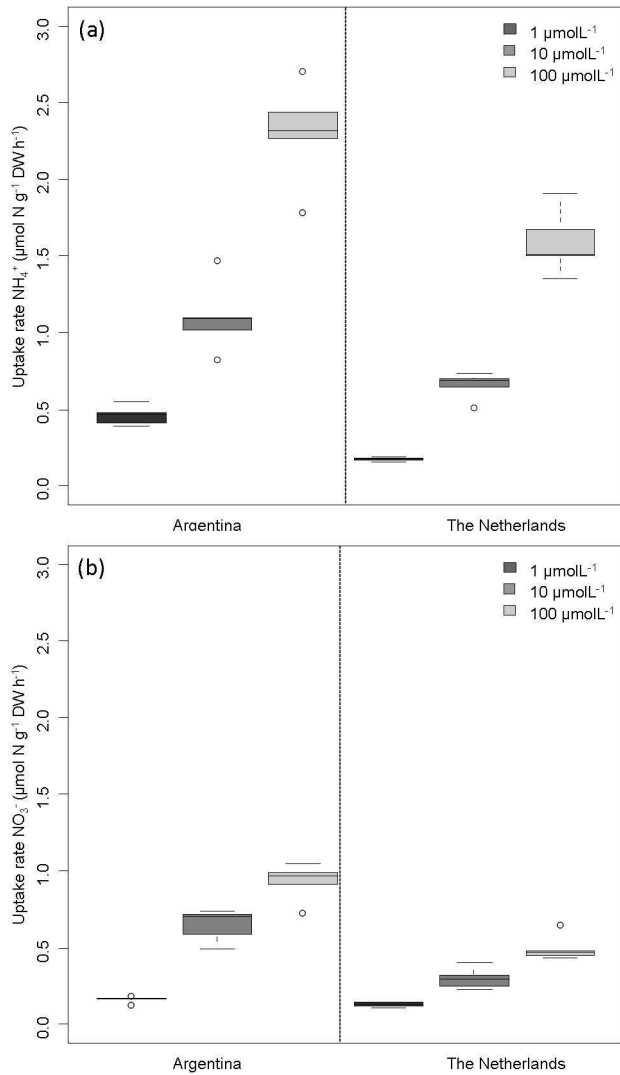 (a)
1 µmolL⁻¹
10 µmolL⁻¹
100 µmolL⁻¹
Uptake rate NH₄⁺ (µmol N g⁻¹ DW h⁻¹)
3.0
2.5
2.0
1.5
1.0
0.5
0.0
Argentina The Netherlands
(b)
1 µmolL⁻¹
10 µmolL⁻¹
100 µmolL⁻¹
Uptake rate NO₃⁻ (µmol N g⁻¹ DW h⁻¹)
3.0
2.5
2.0
1.5
1.0
0.5
0.0
Argentina The Netherlands